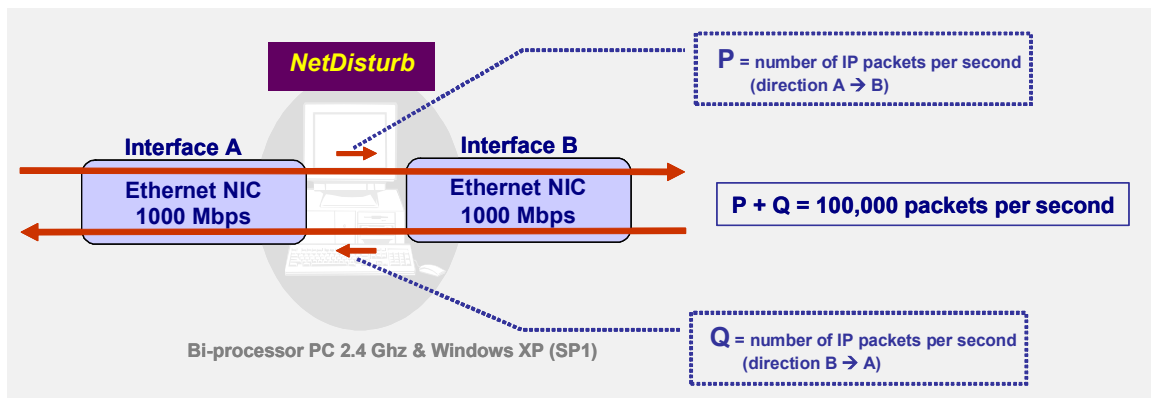 NetDisturb
P = number of IP packets per second
(direction A → B)
Interface A
Interface B
Ethernet NIC
1000 Mbps
Ethernet NIC
1000 Mbps
P + Q = 100,000 packets per second
Q = number of IP packets per second
(direction B → A)
Bi-processor PC 2.4 Ghz & Windows XP (SP1)